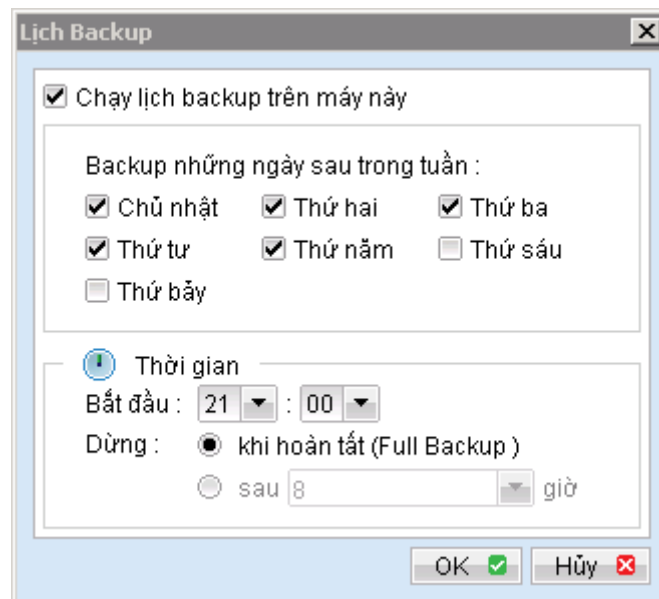 Lịch Backup
Chạy lịch backup trên máy này
Backup những ngày sau trong tuần :
Chủ nhật Thứ hai Thứ ba
Thứ tư Thứ năm Thứ sáu
Thứ bảy
Thời gian
Bắt đầu : 21 : 00
Dừng : khi hoàn tất (Full Backup )
sau 8 giờ
OK Hủy